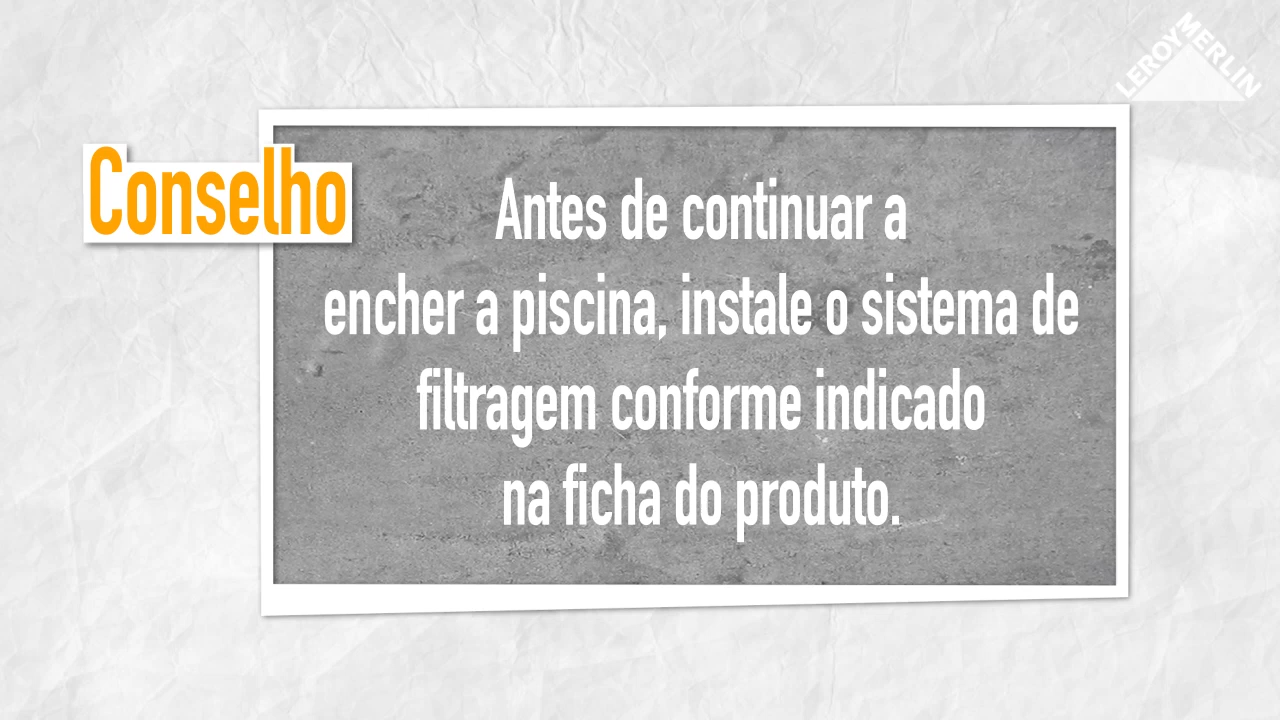 LEROY MERLIN
Conselho
Antes de continuar a
encher a piscina, instale o sistema de
filtragem conforme indicado
na ficha do produto.